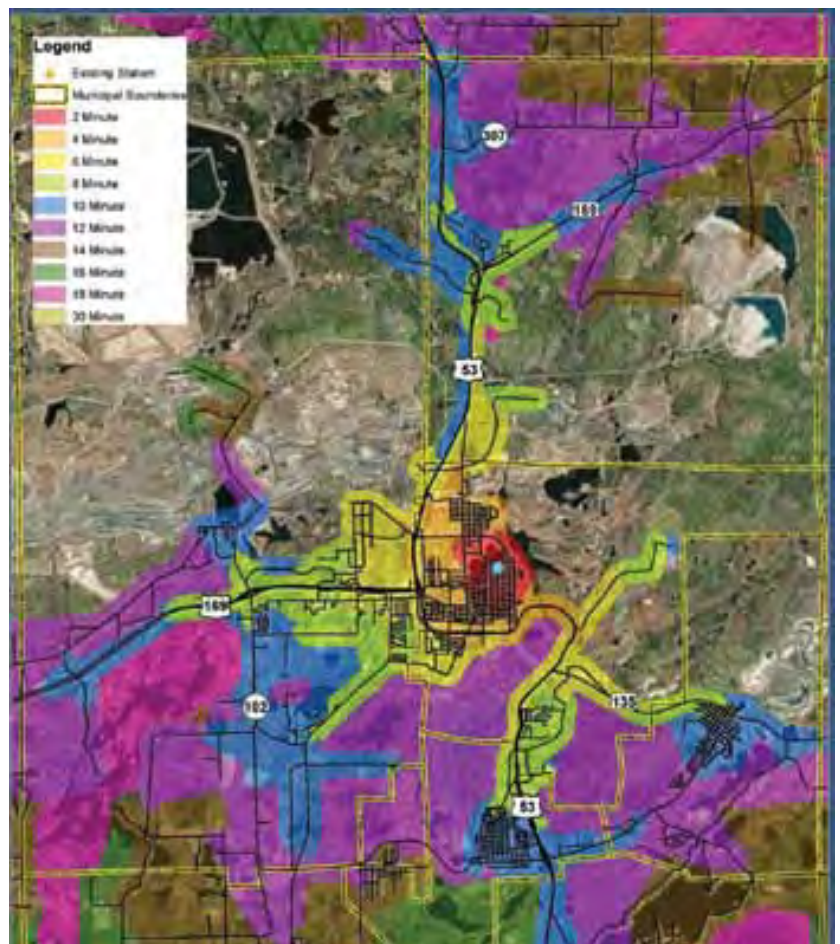 Legend
Existing Station
Municipal Boundaries
2 Minute
4 Minute
6 Minute
8 Minute
10 Minute
12 Minute
14 Minute
16 Minute
18 Minute
20 Minute
307
169
53
169
102
135
53